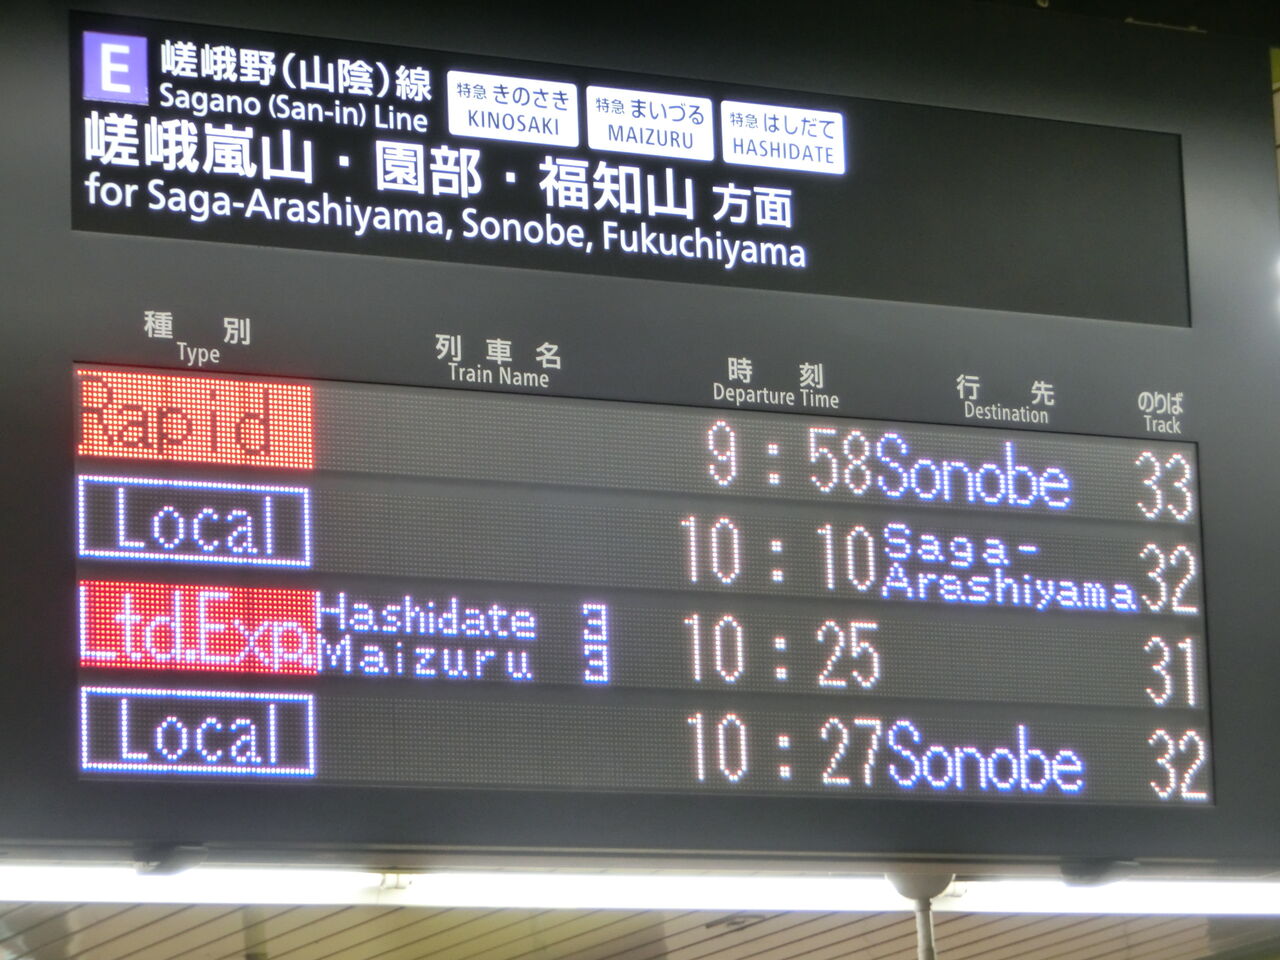 E 嵯峨野(山陰)線
Sagano (San-in) Line
特急 きのさき
KINOSAKI
特急 まいづる
MAIZURU
特急 はしだて
HASHIDATE
嵯峨嵐山・園部・福知山 方面
for Saga-Arashiyama, Sonobe, Fukuchiyama
種別 列車名 時刻 行先 のりば
Type Train Name Departure Time Destination Track
Rapid 9:58 Sonobe 33
Local 10:10 Saga-Arashiyama 32
Ltd.Exp. Hashidate 3 Maizuru 3 10:25 31
Local 10:27 Sonobe 32